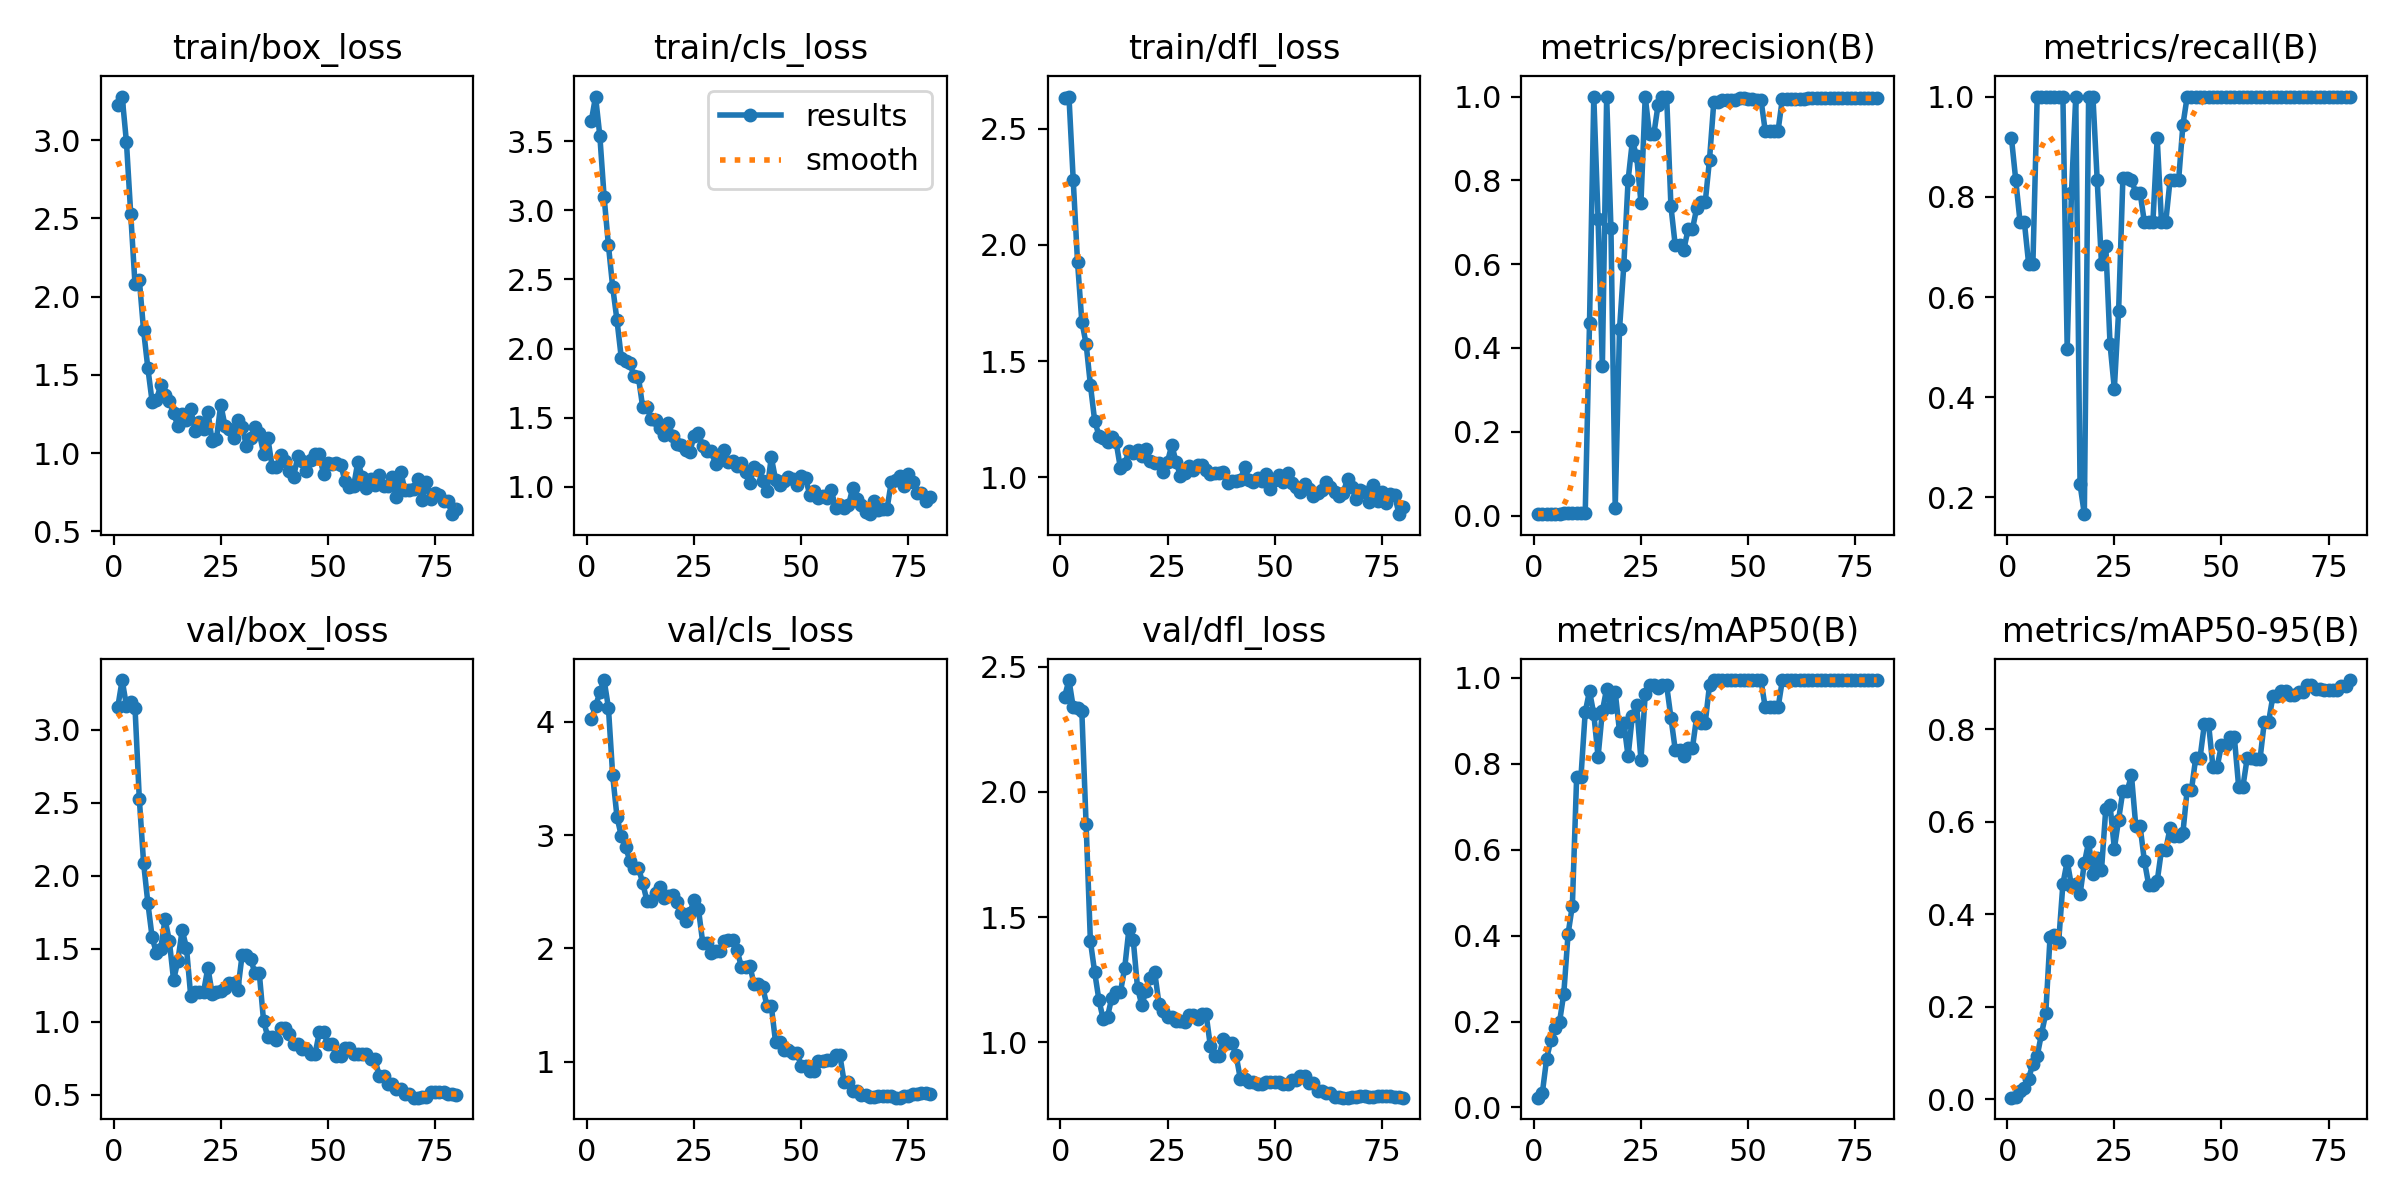 train/box_loss
3.0
2.5
2.0
1.5
1.0
0.5
0 25 50 75
train/cls_loss
results
smooth
3.5
3.0
2.5
2.0
1.5
1.0
0 25 50 75
train/dfl_loss
2.5
2.0
1.5
1.0
0 25 50 75
metrics/precision(B)
1.0
0.8
0.6
0.4
0.2
0.0
0 25 50 75
metrics/recall(B)
1.0
0.8
0.6
0.4
0.2
0 25 50 75
val/box_loss
3.0
2.5
2.0
1.5
1.0
0.5
0 25 50 75
val/cls_loss
4
3
2
1
0 25 50 75
val/dfl_loss
2.5
2.0
1.5
1.0
0 25 50 75
metrics/mAP50(B)
1.0
0.8
0.6
0.4
0.2
0.0
0 25 50 75
metrics/mAP50-95(B)
0.8
0.6
0.4
0.2
0.0
0 25 50 75